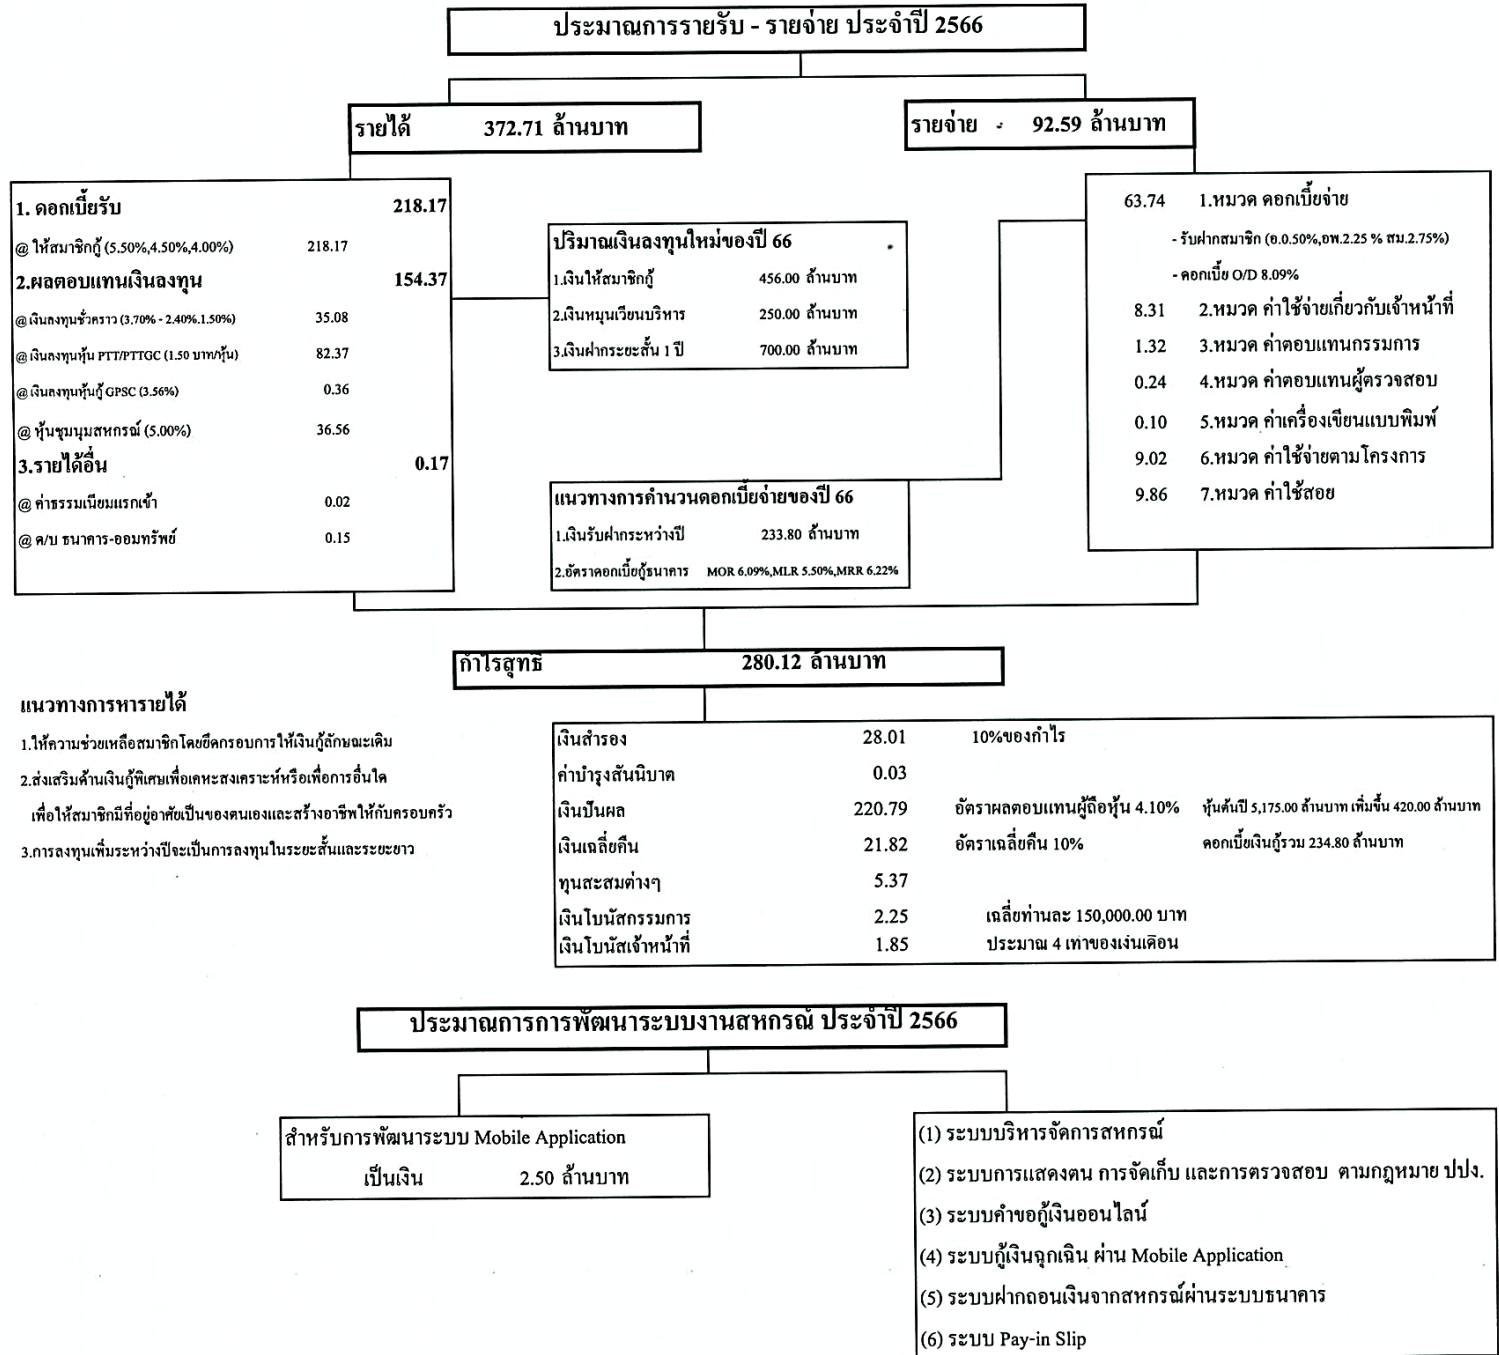 ประมาณการรายรับ - รายจ่าย ประจำปี 2566
รายได้ 372.71 ล้านบาท
รายจ่าย - 92.59 ล้านบาท
1. ดอกเบี้ยรับ 218.17
@ ให้สมาชิกกู้ (5.50%,4.50%,4.00%) 218.17
2.ผลตอบแทนเงินลงทุน 154.37
@ เงินลงทุนชั่วคราว (3.70% - 2.40%.1.50%) 35.08
@ เงินลงทุนหุ้น PTT/PTTGC (1.50 บาท/หุ้น) 82.37
@ เงินลงทุนหุ้นกู้ GPSC (3.56%) 0.36
@ หุ้นชุมนุมสหกรณ์ (5.00%) 36.56
3.รายได้อื่น 0.17
@ ค่าธรรมเนียมแรกเข้า 0.02
@ ค/บ ธนาคาร-ออมทรัพย์ 0.15
ปริมาณเงินลงทุนใหม่ของปี 66
1.เงินให้สมาชิกกู้ 456.00 ล้านบาท
2.เงินหมุนเวียนบริหาร 250.00 ล้านบาท
3.เงินฝากระยะสั้น 1 ปี 700.00 ล้านบาท
แนวทางการคำนวนดอกเบี้ยจ่ายของปี 66
1.เงินรับฝากระหว่างปี 233.80 ล้านบาท
2.อัตราดอกเบี้ยกู้ธนาคาร MOR 6.09%,MLR 5.50%,MRR 6.22%
63.74 1.หมวด ดอกเบี้ยจ่าย
- รับฝากสมาชิก (อ.0.50%,อพ.2.25 % สม.2.75%)
- ดอกเบี้ย O/D 8.09%
8.31 2.หมวด ค่าใช้จ่ายเกี่ยวกับเจ้าหน้าที่
1.32 3.หมวด ค่าตอบแทนกรรมการ
0.24 4.หมวด ค่าตอบแทนผู้ตรวจสอบ
0.10 5.หมวด ค่าเครื่องเขียนแบบพิมพ์
9.02 6.หมวด ค่าใช้จ่ายตามโครงการ
9.86 7.หมวด ค่าใช้สอย
กำไรสุทธิ 280.12 ล้านบาท
แนวทางการหารายได้
1.ให้ความช่วยเหลือสมาชิกโดยยึดกรอบการให้เงินกู้ลักษณะเดิม
2.ส่งเสริมด้านเงินกู้พิเศษเพื่อเคหะสงเคราะห์หรือเพื่อการอื่นใด
เพื่อให้สมาชิกมีที่อยู่อาศัยเป็นของตนเองและสร้างอาชีพให้กับครอบครัว
3.การลงทุนเพิ่มระหว่างปีจะเป็นการลงทุนในระยะสั้นและระยะยาว
เงินสำรอง 28.01 10%ของกำไร
ค่าบำรุงสันนิบาต 0.03
เงินปันผล 220.79 อัตราผลตอบแทนผู้ถือหุ้น 4.10% หุ้นต้นปี 5,175.00 ล้านบาท เพิ่มขึ้น 420.00 ล้านบาท
เงินเฉลี่ยคืน 21.82 อัตราเฉลี่ยคืน 10% ดอกเบี้ยเงินกู้รวม 234.80 ล้านบาท
ทุนสะสมต่างๆ 5.37
เงินโบนัสกรรมการ 2.25 เฉลี่ยท่านละ 150,000.00 บาท
เงินโบนัสเจ้าหน้าที่ 1.85 ประมาณ 4 เท่าของเงินเดือน
ประมาณการการพัฒนาระบบงานสหกรณ์ ประจำปี 2566
สำหรับการพัฒนาระบบ Mobile Application
เป็นเงิน 2.50 ล้านบาท
(1) ระบบบริหารจัดการสหกรณ์
(2) ระบบการแสดงตน การจัดเก็บ และการตรวจสอบ ตามกฎหมาย ปปง.
(3) ระบบคำขอกู้เงินออนไลน์
(4) ระบบกู้เงินฉุกเฉิน ผ่าน Mobile Application
(5) ระบบฝากถอนเงินจากสหกรณ์ผ่านระบบธนาคาร
(6) ระบบ Pay-in Slip